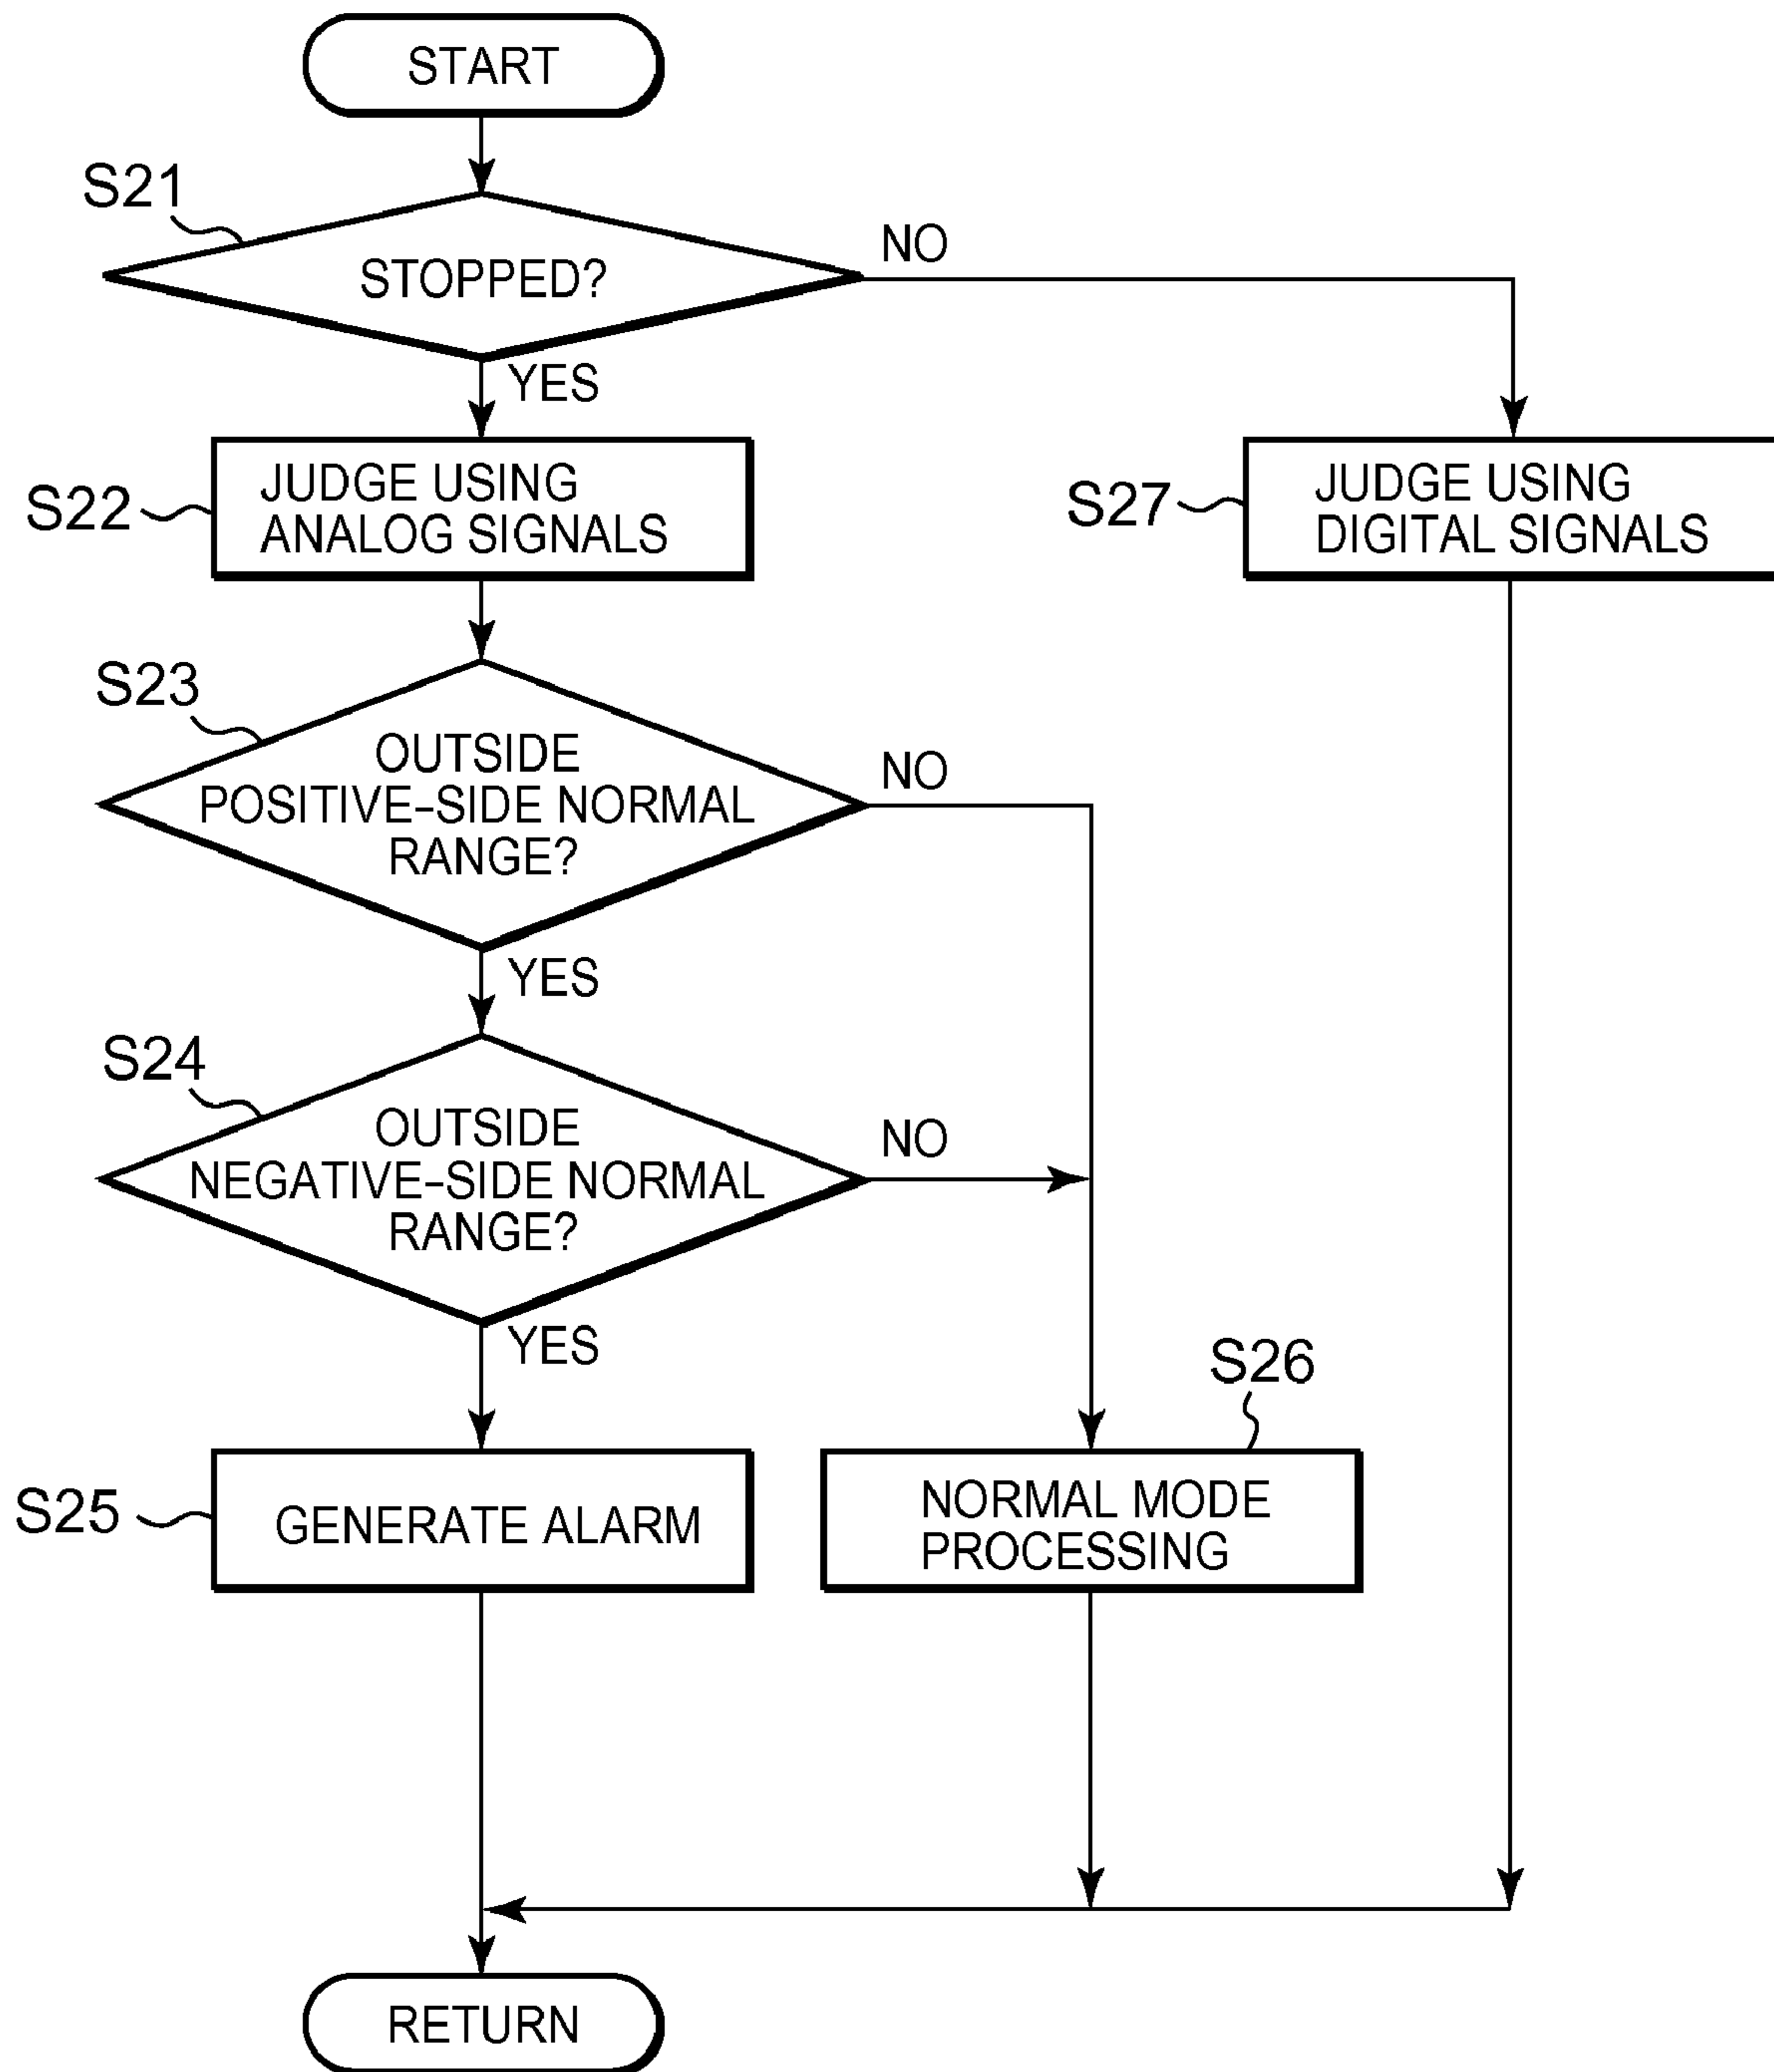 START
S21
STOPPED?
NO
YES
S22
JUDGE USING
ANALOG SIGNALS
S27
JUDGE USING
DIGITAL SIGNALS
S23
OUTSIDE
POSITIVE-SIDE NORMAL
RANGE?
NO
YES
S24
OUTSIDE
NEGATIVE-SIDE NORMAL
RANGE?
NO
YES
S25
GENERATE ALARM
S26
NORMAL MODE
PROCESSING
RETURN